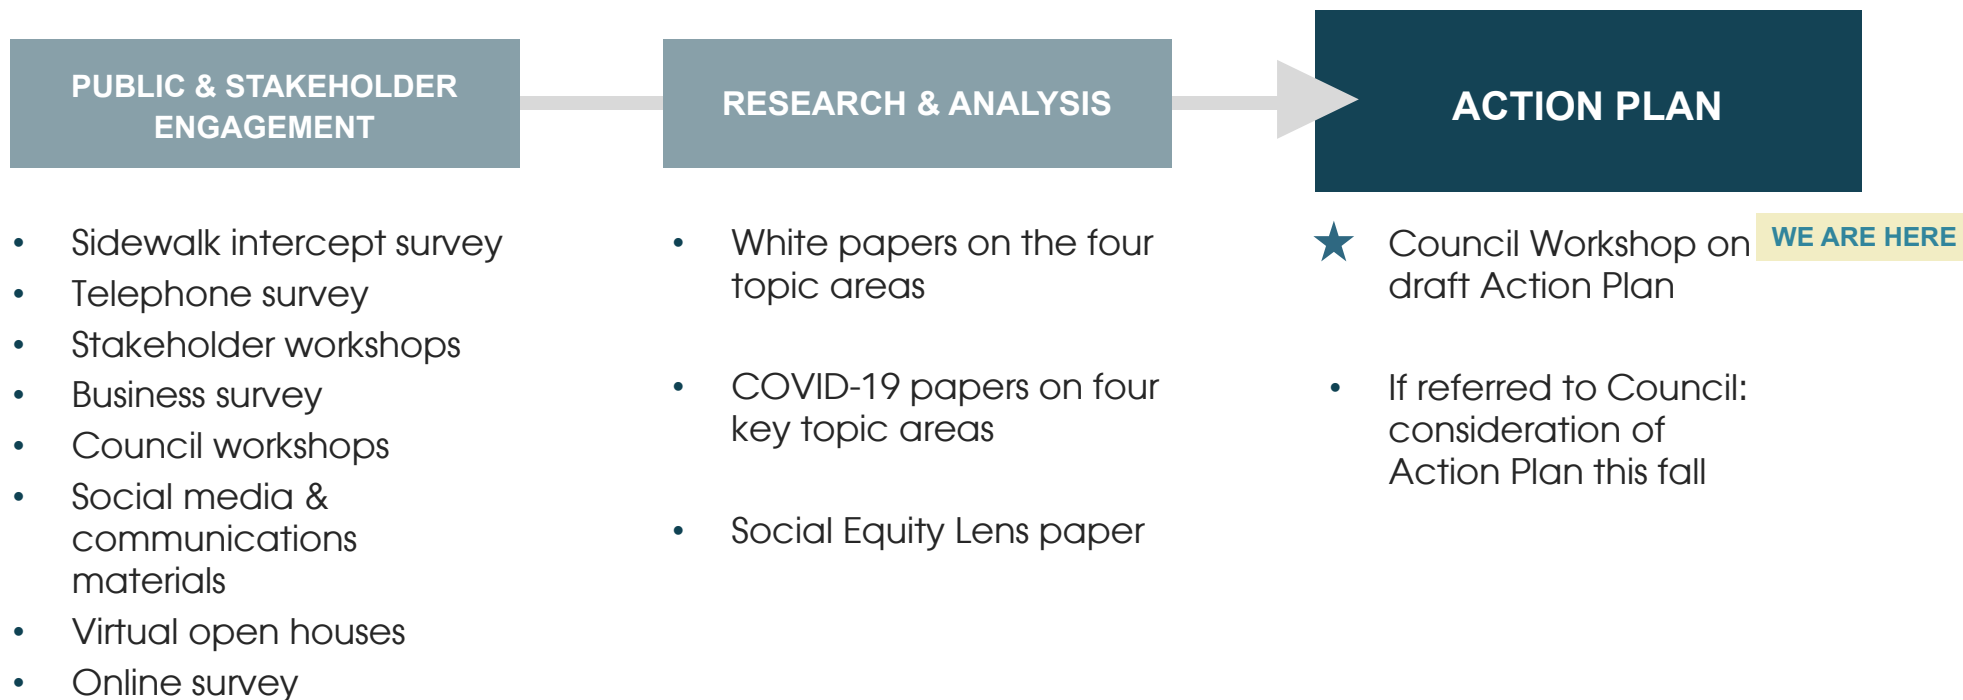 PUBLIC & STAKEHOLDER
ENGAGEMENT
RESEARCH & ANALYSIS
ACTION PLAN
• Sidewalk intercept survey
• Telephone survey
• Stakeholder workshops
• Business survey
• Council workshops
• Social media &
communications
materials
• Virtual open houses
• Online survey
• White papers on the four
topic areas
• COVID-19 papers on four
key topic areas
• Social Equity Lens paper
★ Council Workshop on
draft Action Plan
WE ARE HERE
• If referred to Council:
consideration of
Action Plan this fall